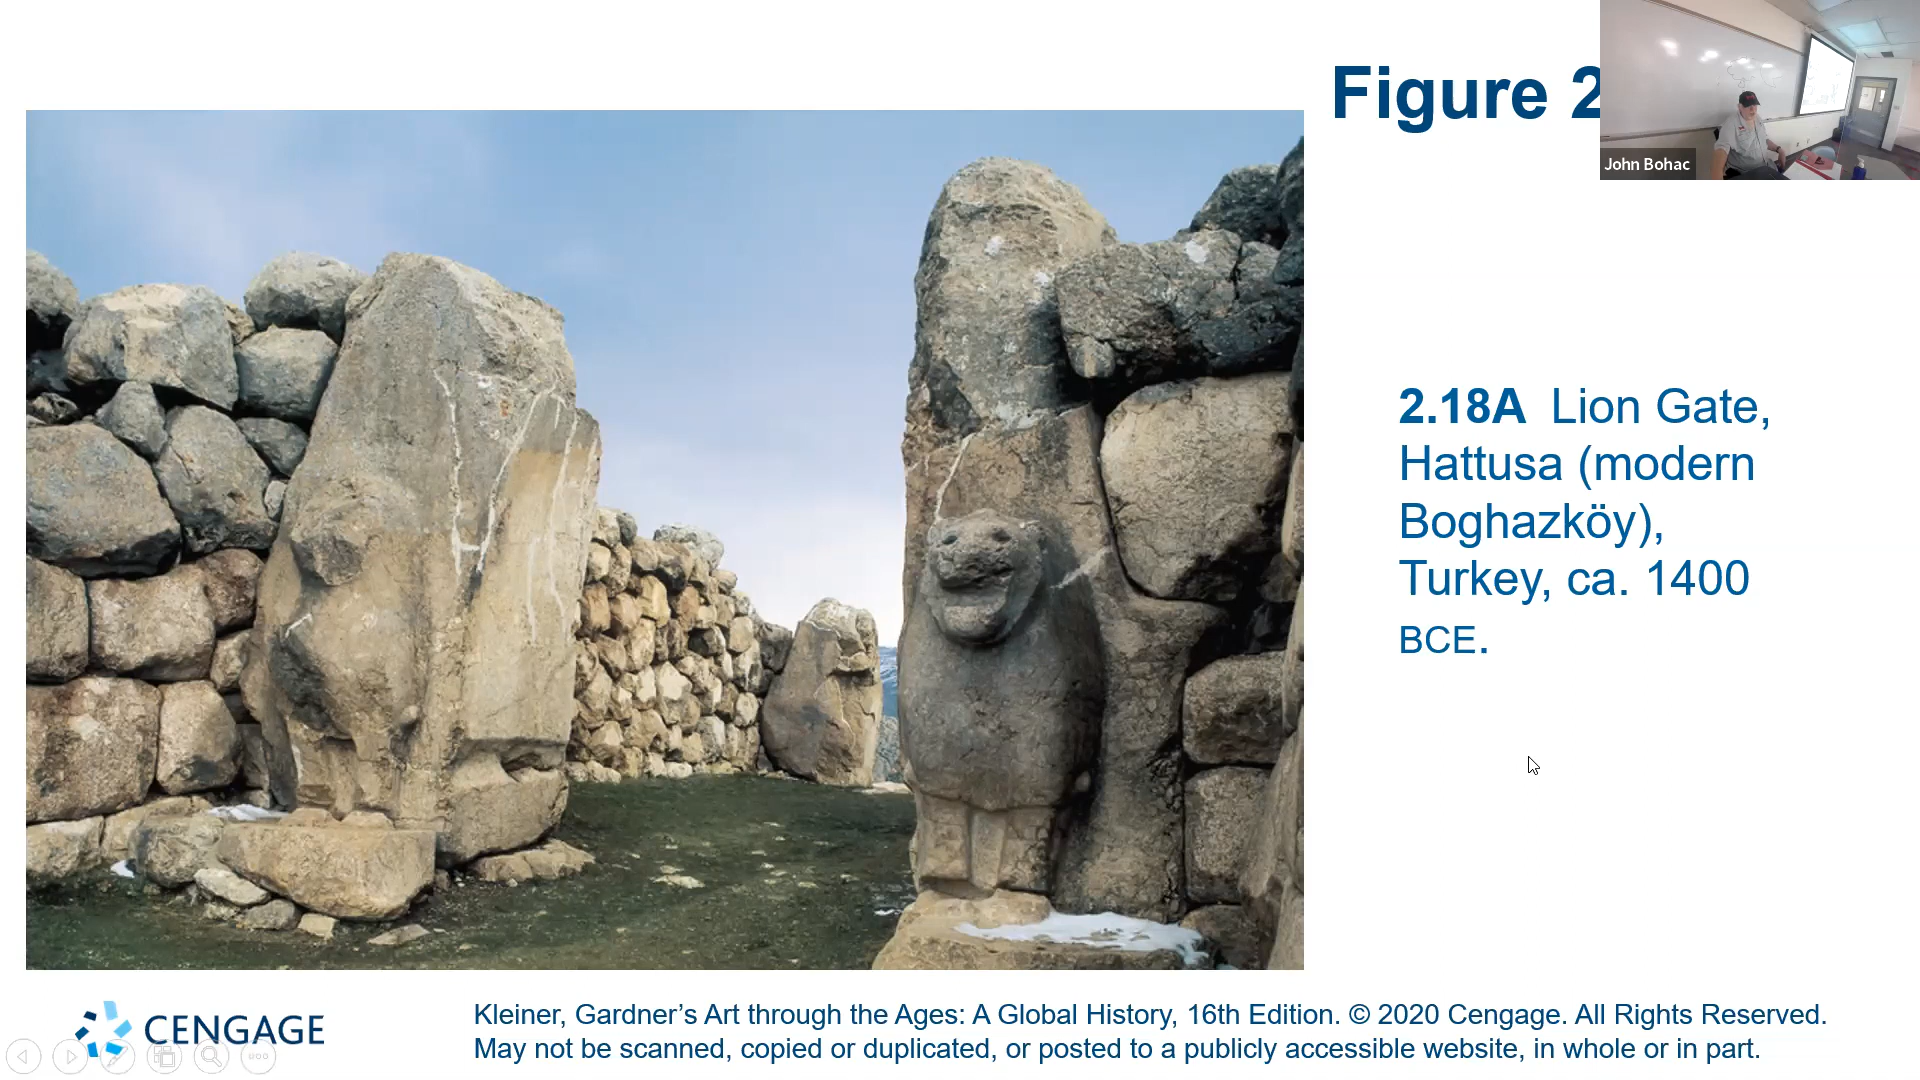 Figure 2
John Bohac
2.18A Lion Gate,
Hattusa (modern
Boghazköy),
Turkey, ca. 1400
BCE.
CENGAGE
Kleiner, Gardner’s Art through the Ages: A Global History, 16th Edition. © 2020 Cengage. All Rights Reserved.
May not be scanned, copied or duplicated, or posted to a publicly accessible website, in whole or in part.